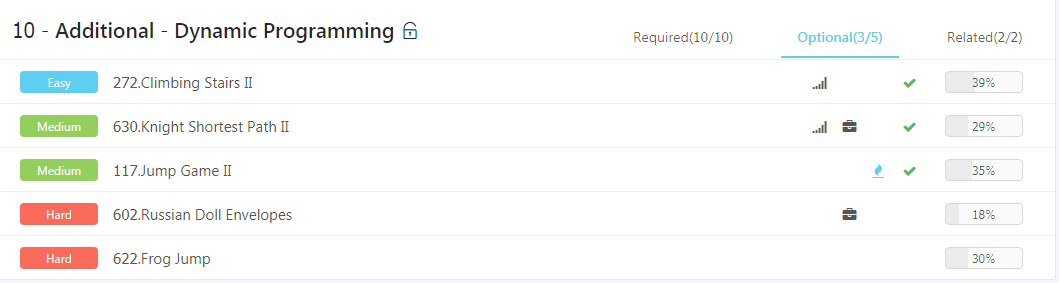 10 - Additional - Dynamic Programming Required(10/10) Optional(3/5) Related(2/2)
Easy 272.Climbing Stairs II 39%
Medium 630.Knight Shortest Path II 29%
Medium 117.Jump Game II 35%
Hard 602.Russian Doll Envelopes 18%
Hard 622.Frog Jump 30%